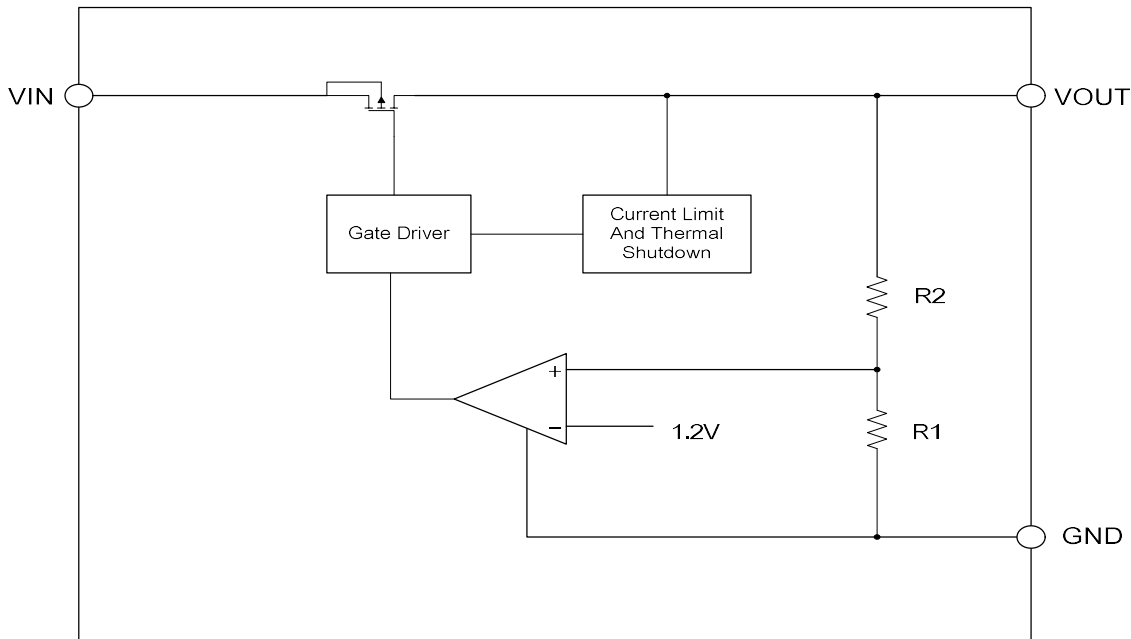 VIN
VOUT
Gate Driver
Current Limit
And Thermal
Shutdown
R2
+
−
1.2V
R1
GND